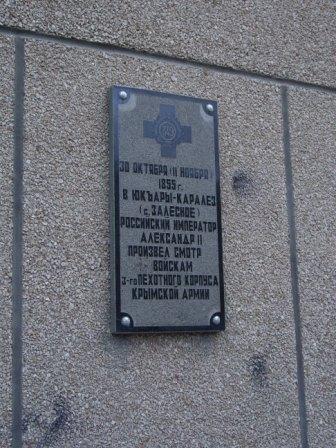 30 ОКТЯБРЯ (11 НОЯБРЯ)
1855 г.
В ЮКЪАРЫ-КАРАЛЕЗ
(с. ЗАЛЕСНОЕ)
РОССИЙСКИЙ ИМПЕРАТОР
АЛЕКСАНДР II
ПРОИЗВЕЛ СМОТР
ВОЙСКАМ
3-го ПЕХОТНОГО КОРПУСА
КРЫМСКОЙ АРМИИ